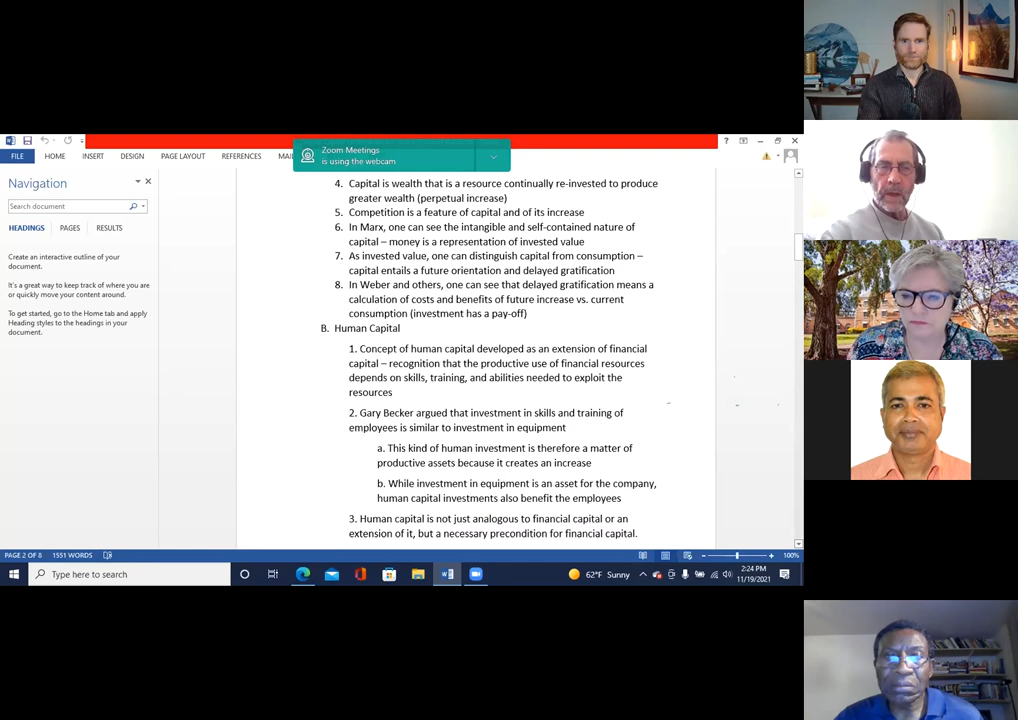 Zoom Meetings
is using the webcam
?
FILE
HOME
INSERT
DESIGN
PAGE LAYOUT
REFERENCES
MAI
Navigation
Search document
HEADINGS
PAGES
RESULTS
Create an interactive outline of your
document.
It's a great way to keep track of where you are
or quickly move your content around.
To get started, go to the Home tab and apply
Heading styles to the headings in your
document.
4. Capital is wealth that is a resource continually re-invested to produce
greater wealth (perpetual increase)
5. Competition is a feature of capital and of its increase
6. In Marx, one can see the intangible and self-contained nature of
capital – money is a representation of invested value
7. As invested value, one can distinguish capital from consumption –
capital entails a future orientation and delayed gratification
8. In Weber and others, one can see that delayed gratification means a
calculation of costs and benefits of future increase vs. current
consumption (investment has a pay-off)
B. Human Capital
1. Concept of human capital developed as an extension of financial
capital – recognition that the productive use of financial resources
depends on skills, training, and abilities needed to exploit the
resources
2. Gary Becker argued that investment in skills and training of
employees is similar to investment in equipment
a. This kind of human investment is therefore a matter of
productive assets because it creates an increase
b. While investment in equipment is an asset for the company,
human capital investments also benefit the employees
3. Human capital is not just analogous to financial capital or an
extension of it, but a necessary precondition for financial capital.
PAGE 2 OF 8
1551 WORDS
100%
Type here to search
62°F Sunny
2:24 PM
11/19/2021